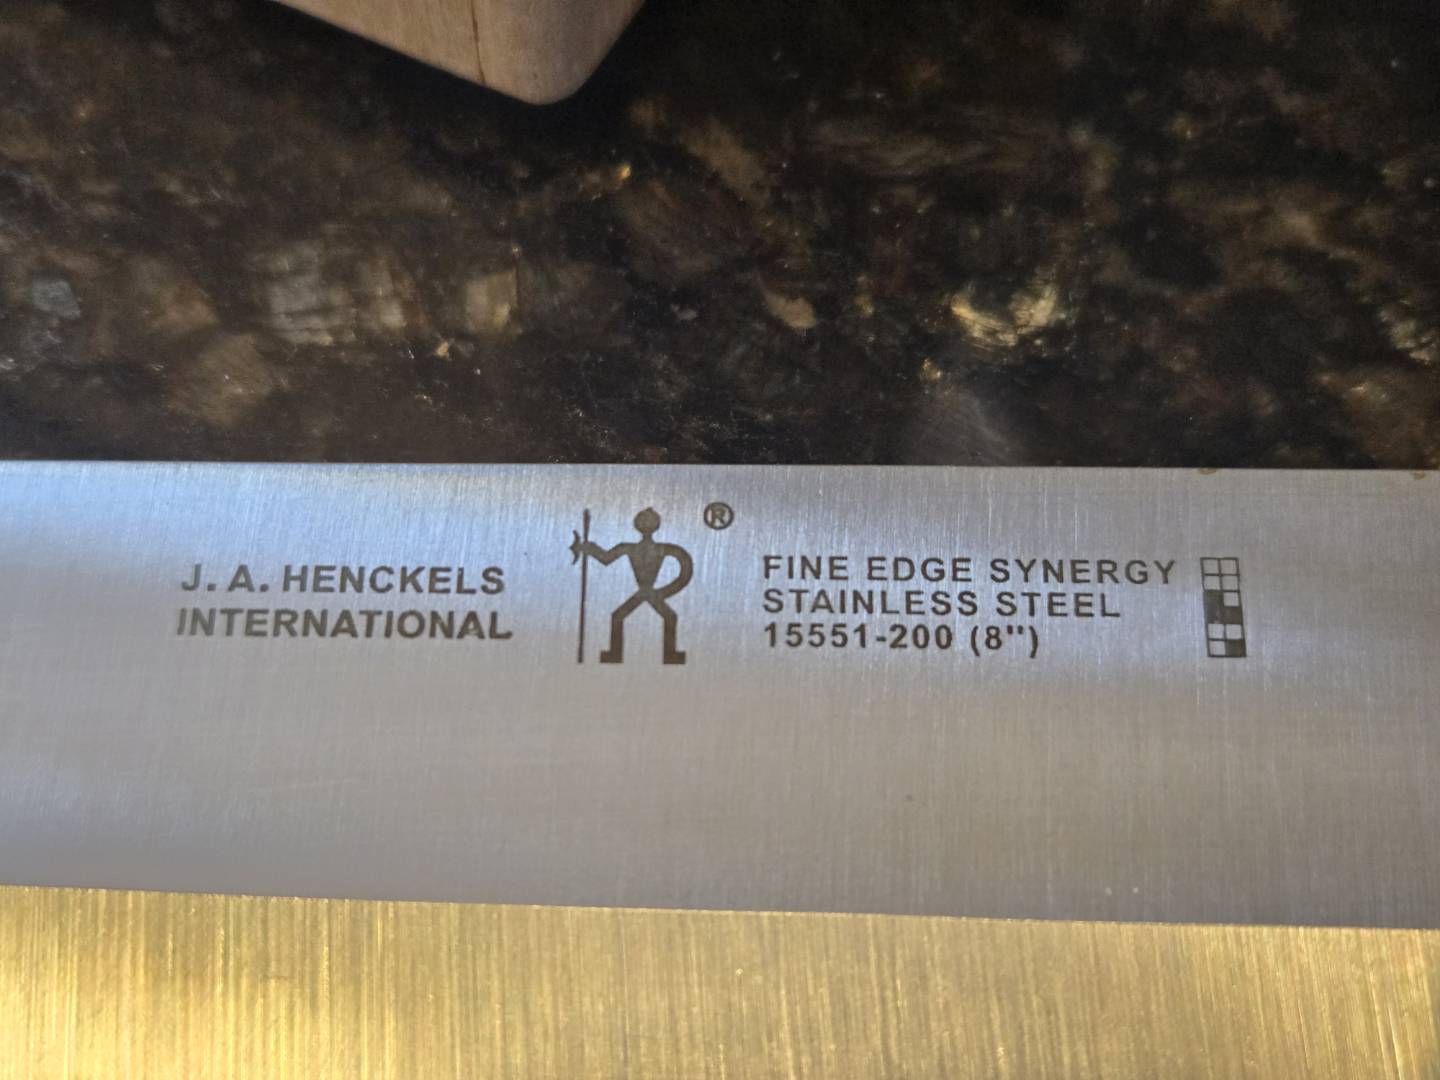 J. A. HENCKELS
INTERNATIONAL
®
FINE EDGE SYNERGY
STAINLESS STEEL
15551-200 (8")